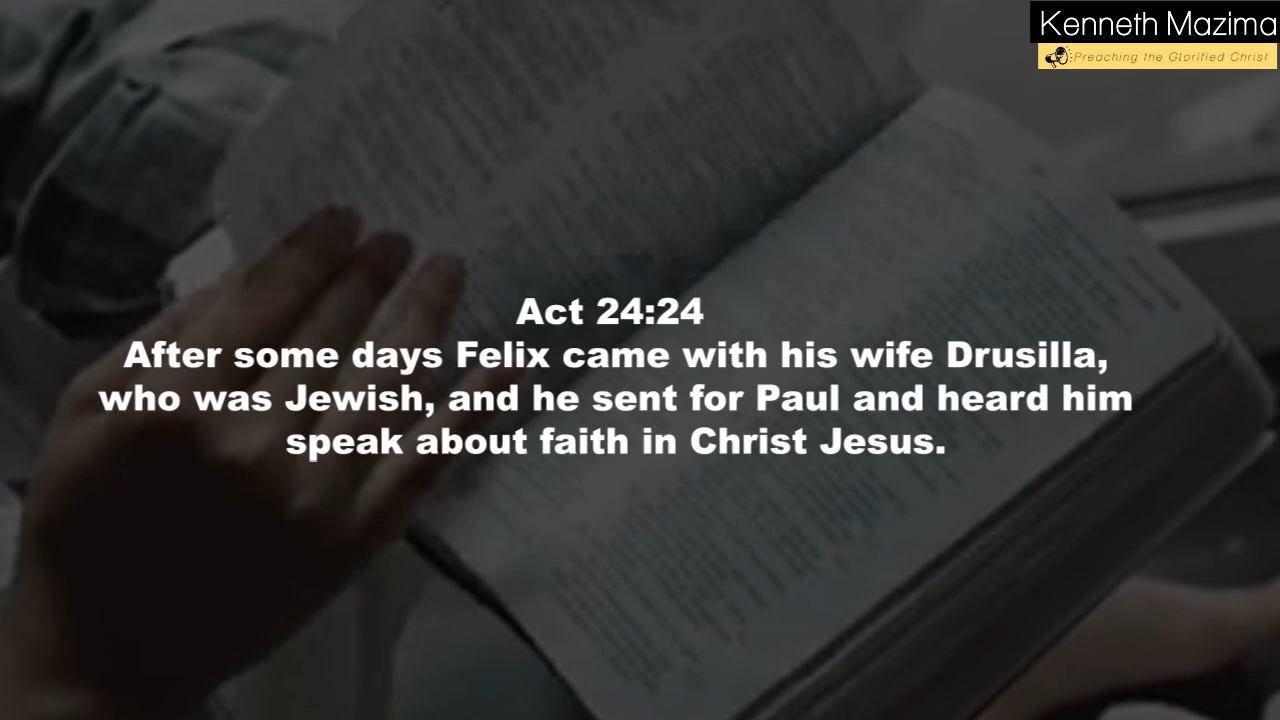 Kenneth Mazima
Preaching the Glorified Christ
Act 24:24
After some days Felix came with his wife Drusilla,
who was Jewish, and he sent for Paul and heard him
speak about faith in Christ Jesus.